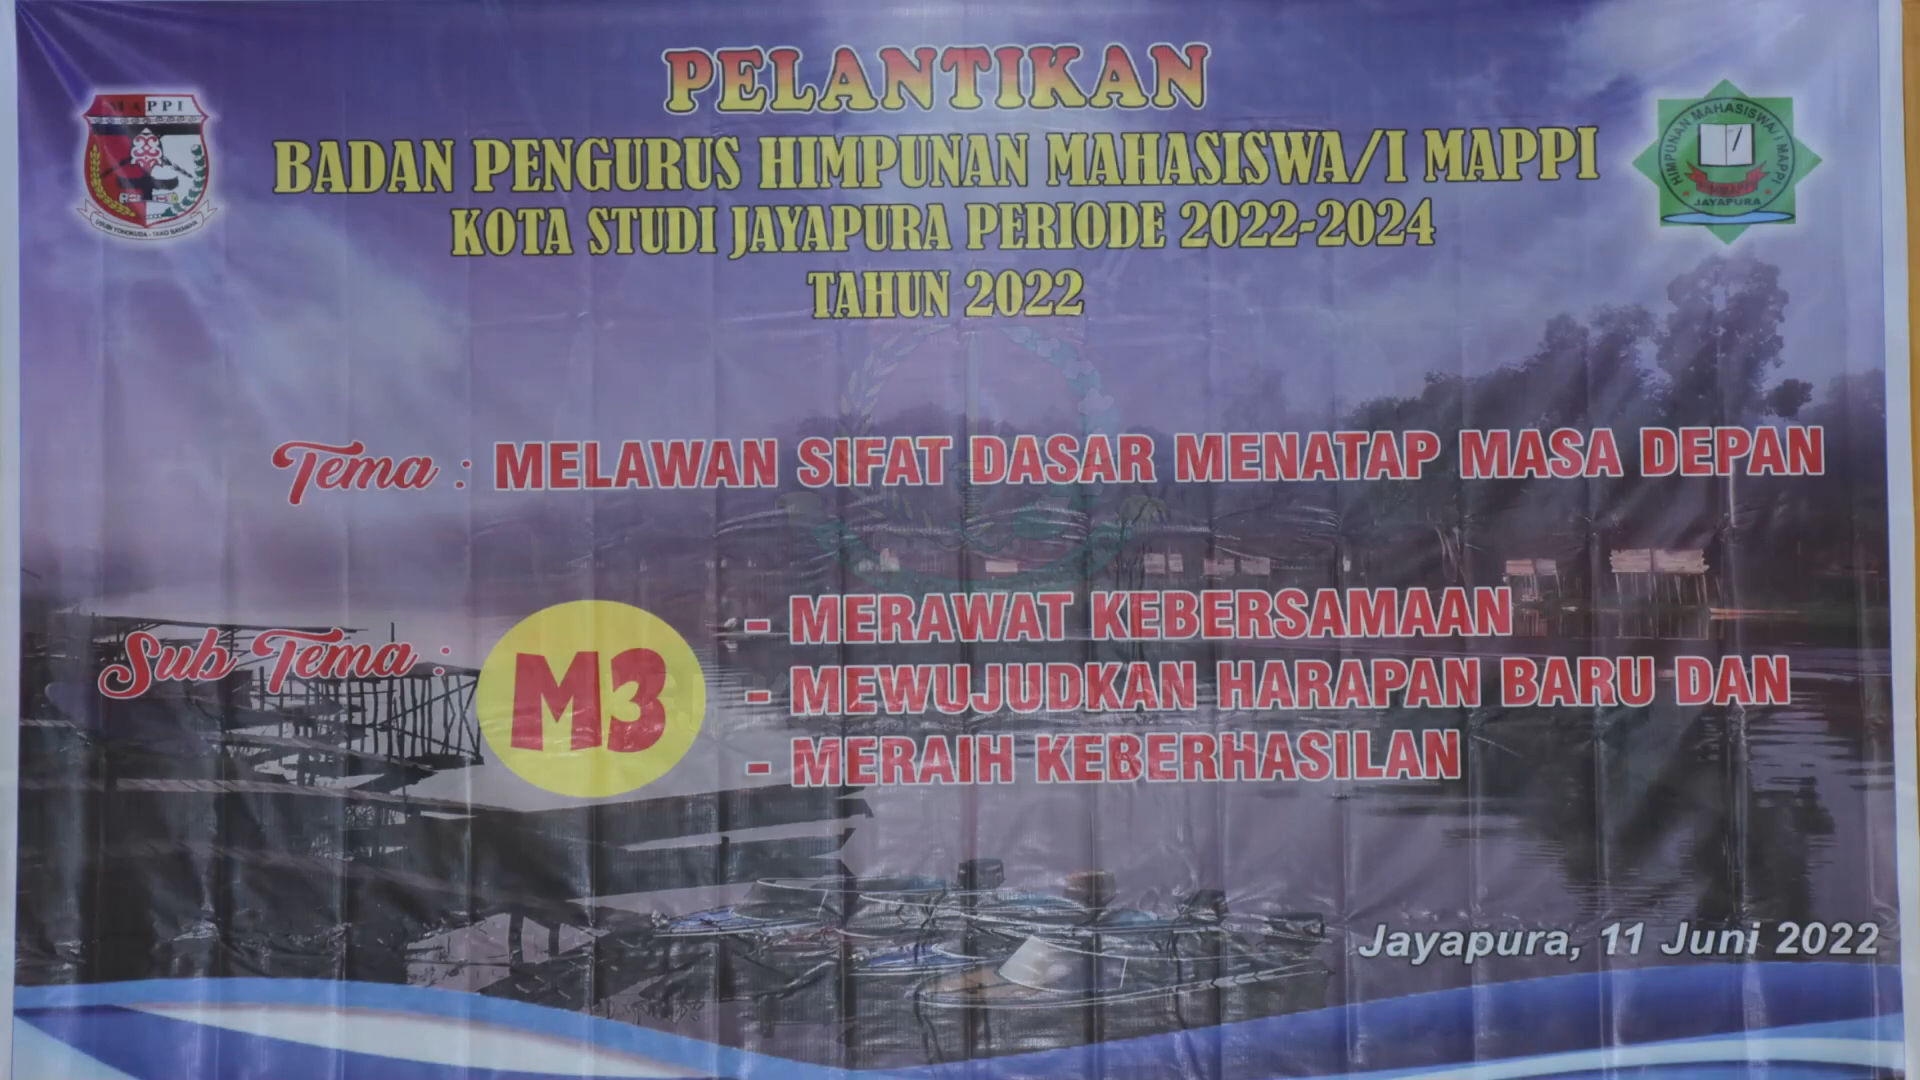 PELANTIKAN
BADAN PENGURUS HIMPUNAN MAHASISWA/I MAPPI
KOTA STUDI JAYAPURA PERIODE 2022-2024
TAHUN 2022
MAPPI
HIMPUNAN MAHASISWA/I MAPPI
JAYAPURA
Tema : MELAWAN SIFAT DASAR MENATAP MASA DEPAN
Sub Tema :
M3
- MERAWAT KEBERSAMAAN
- MEWUJUDKAN HARAPAN BARU DAN
- MERAIH KEBERHASILAN
Jayapura, 11 Juni 2022